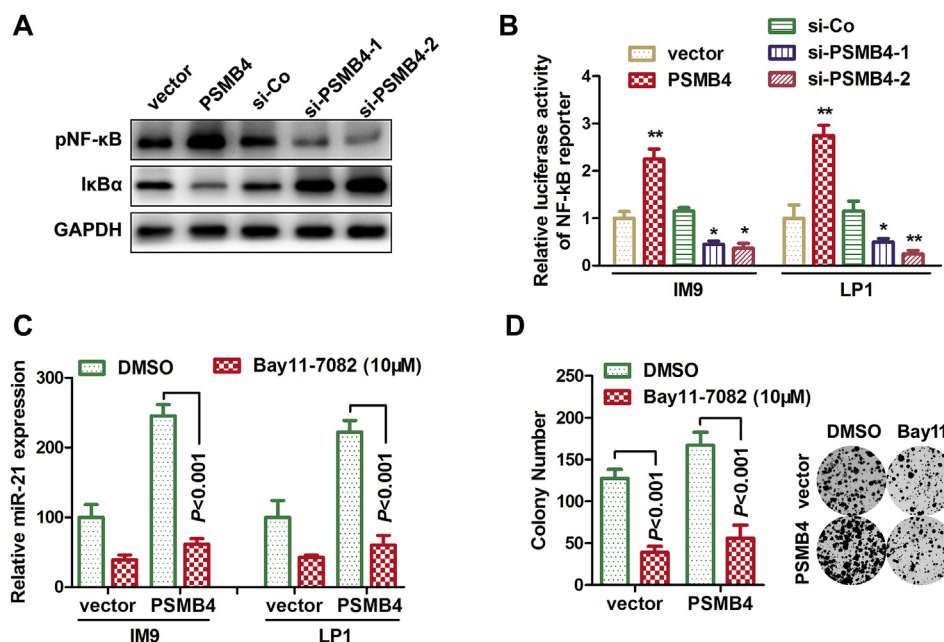 A
vector
PSMB4
si-Co
si-PSMB4-1
si-PSMB4-2
pNF-κB
IκBα
GAPDH
B
vector
PSMB4
si-Co
si-PSMB4-1
si-PSMB4-2
Relative luciferase activity
of NF-kB reporter
4
3
2
1
0
**
*
*
**
*
**
IM9
LP1
C
DMSO
Bay11-7082 (10μM)
Relative miR-21 expression
300
200
100
0
P<0.001
P<0.001
vector
PSMB4
vector
PSMB4
IM9
LP1
D
DMSO
Bay11-7082 (10μM)
Colony Number
250
200
150
100
50
0
P<0.001
P<0.001
vector
PSMB4
DMSO
Bay11
vector
PSMB4